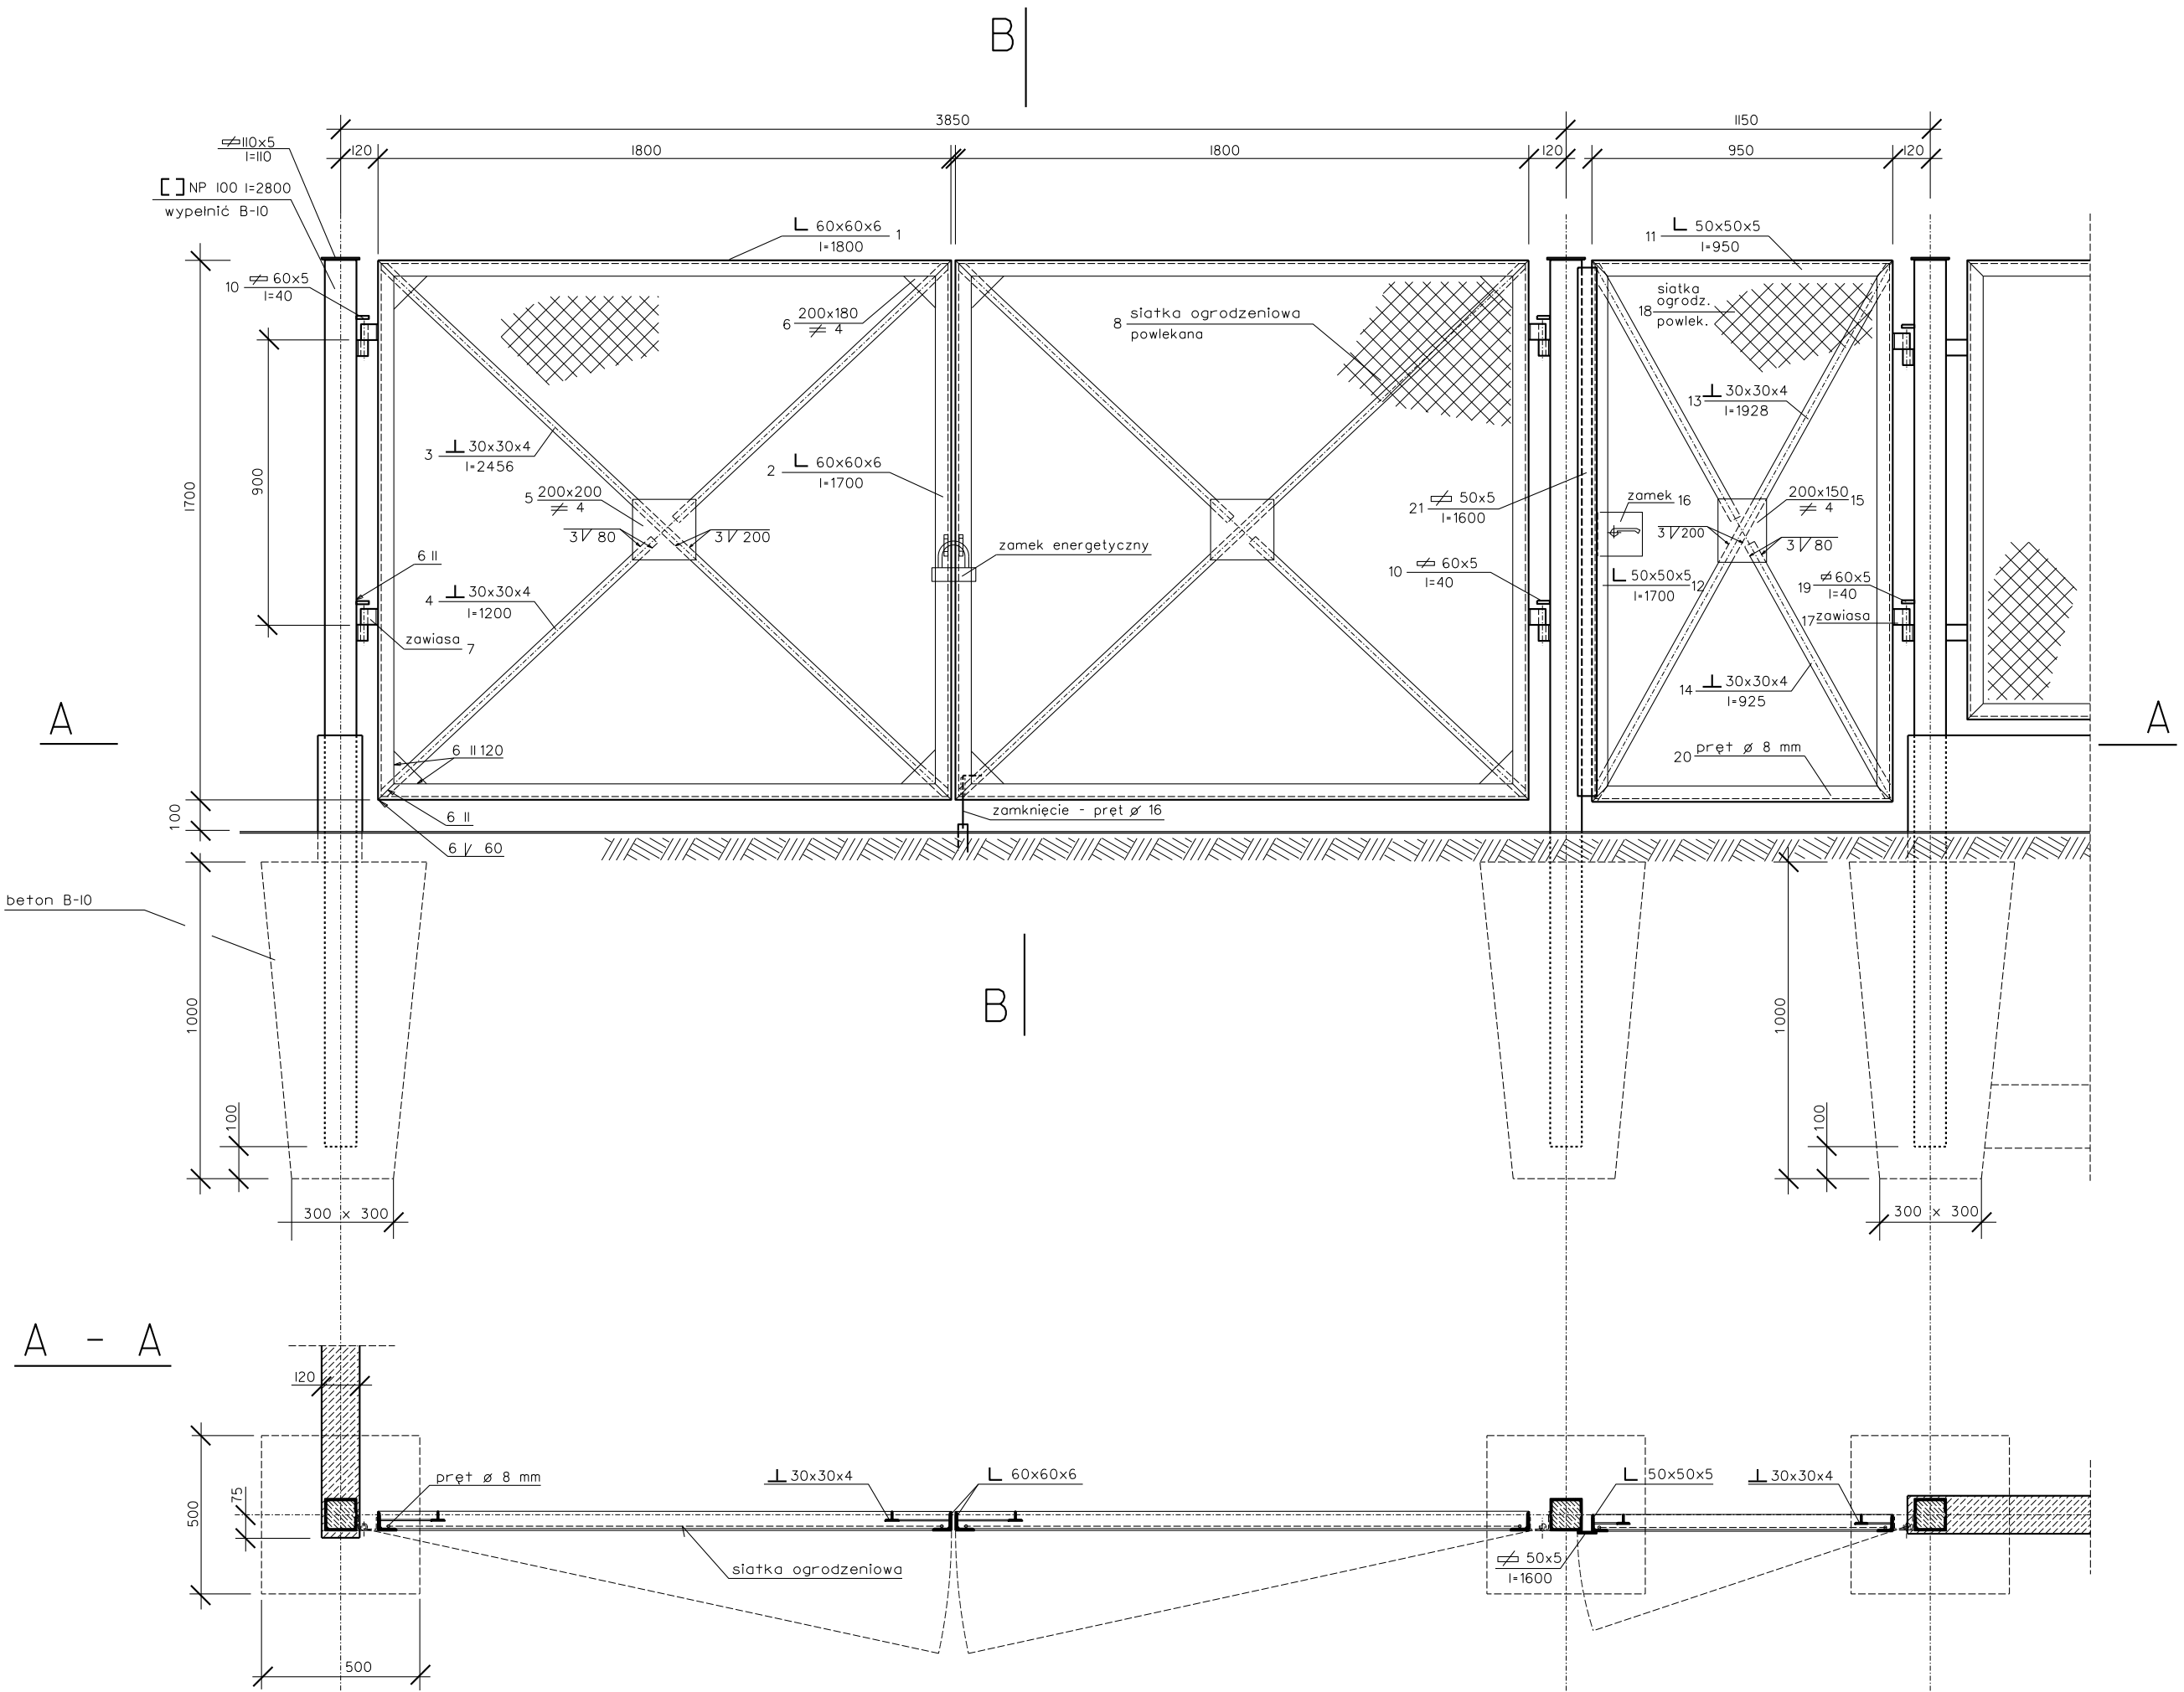 B
3850
1150
120
1800
1800
120
950
120
110x5
l=110
NP 100 l=2800
wypełnić B-10
L 60x60x6
l=1800
1
11
L 50x50x5
l=950
10
60x5
l=40
200x180
6
≠ 4
8
siatka ogrodzeniowa
powlekana
siatka
ogrodz.
18
powlek.
13
⊥ 30x30x4
l=1928
1700
900
3
⊥ 30x30x4
l=2456
2
L 60x60x6
l=1700
5
200x200
≠ 4
3 V 80
3 V 200
21
50x5
l=1600
zamek
16
200x150
15
≠ 4
3 V 200
3 V 80
zamek energetyczny
6 II
10
60x5
l=40
L 50x50x5
12
l=1700
19
60x5
l=40
4
⊥ 30x30x4
l=1200
zawiasa
7
17
zawiasa
14
⊥ 30x30x4
l=925
A
A
6 II 120
20
pręt ø 8 mm
100
6 II
zamknięcie - pręt ø 16
6 V 60
beton B-10
1000
B
1000
100
100
300 x 300
300 x 300
A - A
120
500
75
pręt ø 8 mm
⊥ 30x30x4
L 60x60x6
L 50x50x5
⊥ 30x30x4
siatka ogrodzeniowa
50x5
l=1600
500